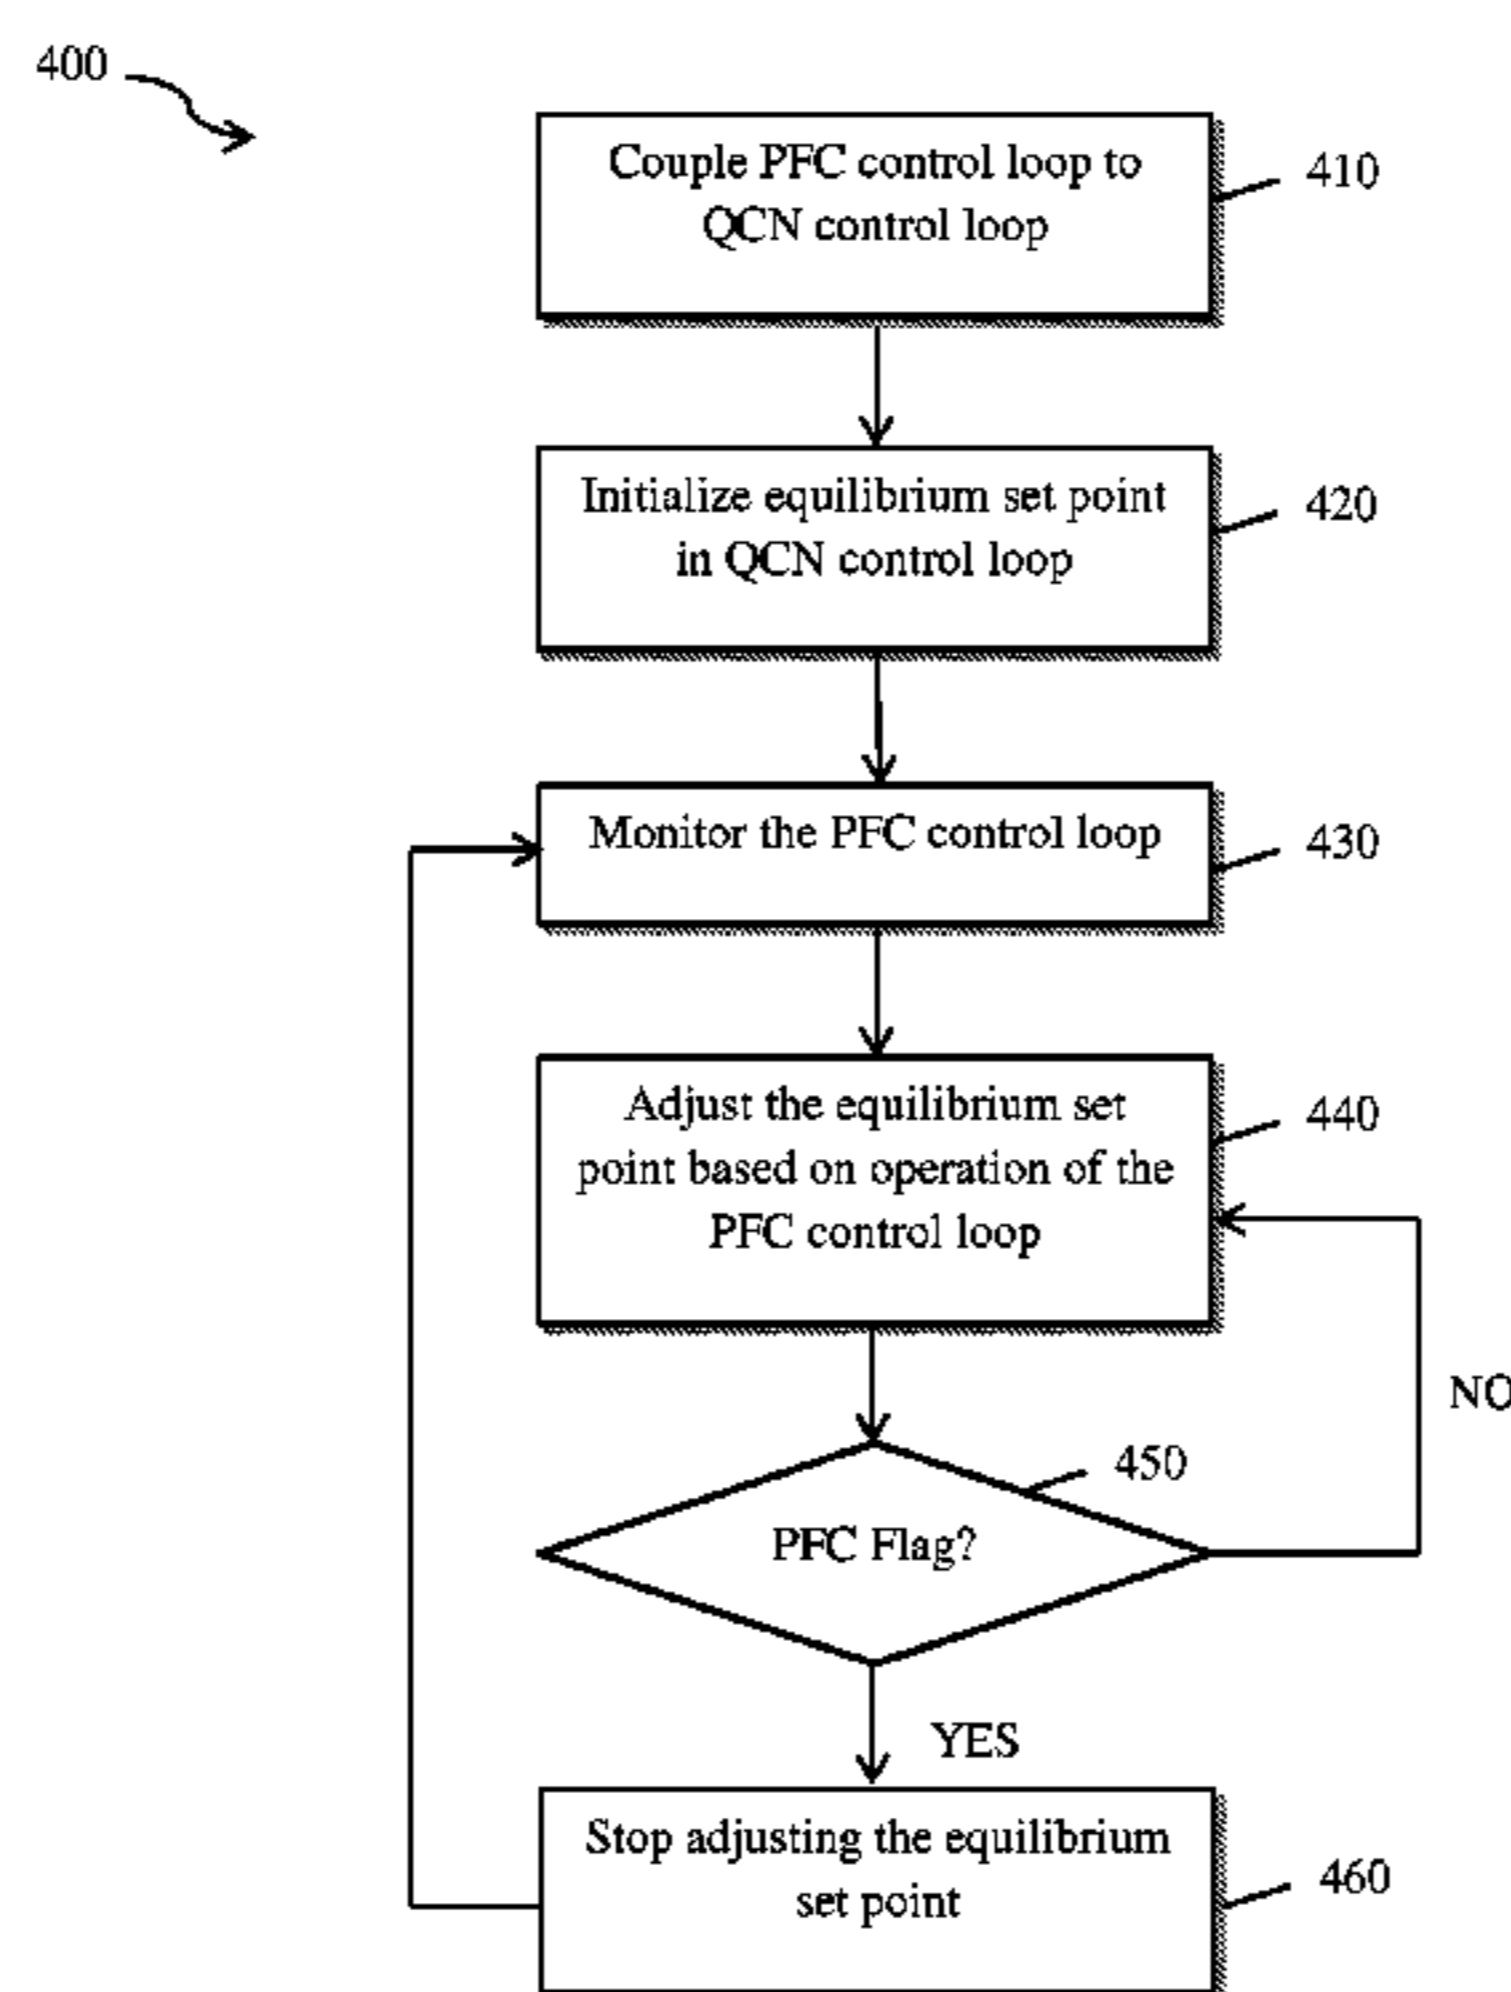 400
Couple PFC control loop to
QCN control loop
410
Initialize equilibrium set point
in QCN control loop
420
Monitor the PFC control loop
430
Adjust the equilibrium set
point based on operation of the
PFC control loop
440
NO
450
PFC Flag?
YES
Stop adjusting the equilibrium
set point
460